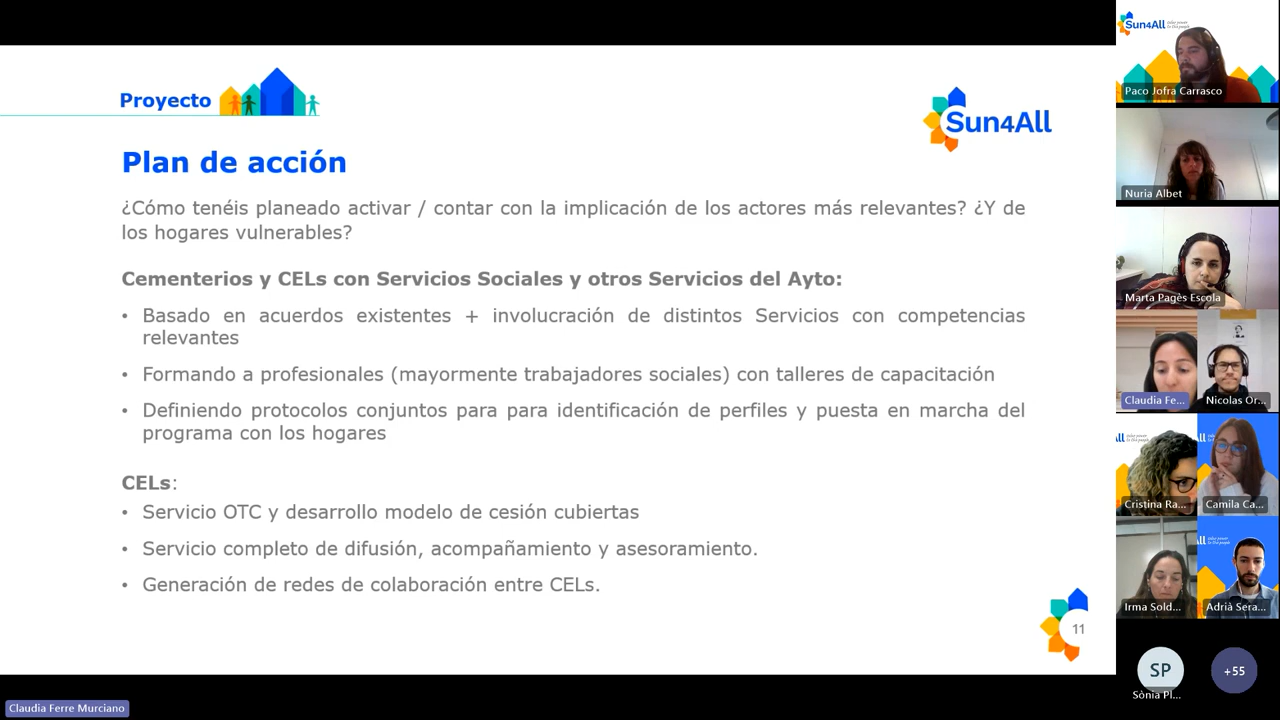 Proyecto
Sun4All
Plan de acción
¿Cómo tenéis planeado activar / contar con la implicación de los actores más relevantes? ¿Y de
los hogares vulnerables?
Cementerios y CELs con Servicios Sociales y otros Servicios del Ayto:
• Basado en acuerdos existentes + involucración de distintos Servicios con competencias
relevantes
• Formando a profesionales (mayormente trabajadores sociales) con talleres de capacitación
• Definiendo protocolos conjuntos para para identificación de perfiles y puesta en marcha del
programa con los hogares
CELs:
• Servicio OTC y desarrollo modelo de cesión cubiertas
• Servicio completo de difusión, acompañamiento y asesoramiento.
• Generación de redes de colaboración entre CELs.
11
Claudia Ferre Murciano
Sun4All
Paco Jofra Carrasco
Nuria Albet
Marta Pagès Escola
Claudia Fe...
Nicolas Or...
Cristina Ra...
Camila Ca...
Irma Sold...
Adrià Sera...
SP
Sònia Pl...
+55